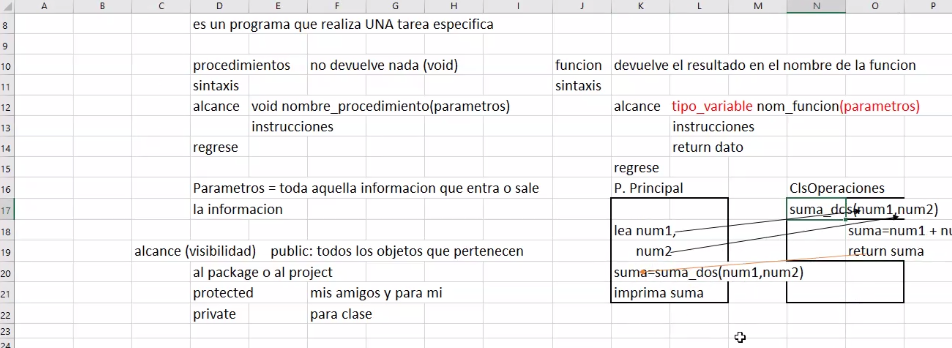 A B C D E F G H I J K L M N O P
8 es un programa que realiza UNA tarea especifica
9
10 procedimientos no devuelve nada (void) funcion devuelve el resultado en el nombre de la funcion
11 sintaxis sintaxis
12 alcance void nombre_procedimiento(parametros) alcance tipo_variable nom_funcion(parametros)
13 instrucciones instrucciones
14 regrese return dato
15 regrese
16 Parametros = toda aquella informacion que entra o sale P. Principal ClsOperaciones
17 la informacion suma_dos(num1,num2)
18 lea num1, suma=num1 + nu
19 alcance (visibilidad) public: todos los objetos que pertenecen num2 return suma
20 al package o al project suma=suma_dos(num1,num2)
21 protected mis amigos y para mi imprima suma
22 private para clase
23
24